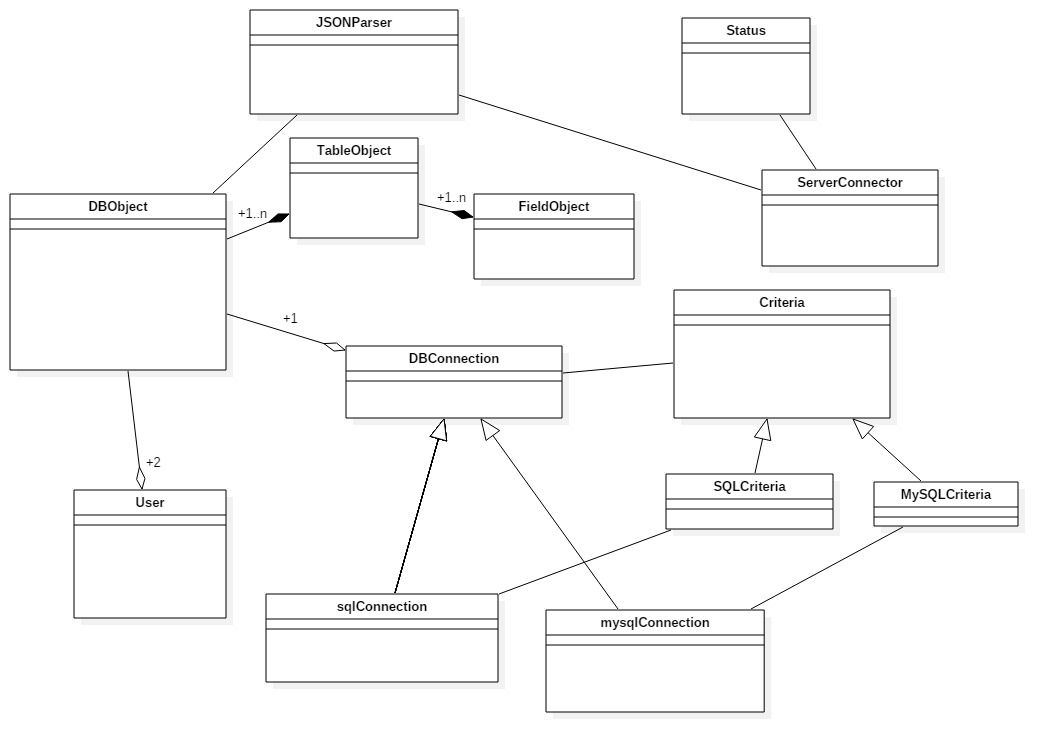 JSONParser
Status
TableObject
ServerConnector
DBObject
+1..n
+1..n
FieldObject
Criteria
+1
DBConnection
+2
User
SQLCriteria
MySQLCriteria
sqlConnection
mysqlConnection